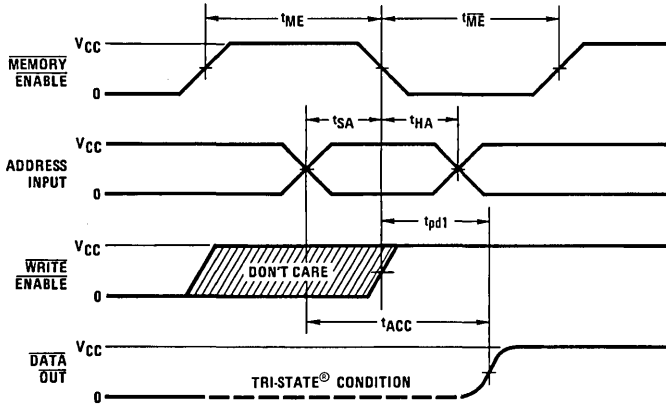 tME
tME
VCC
MEMORY
ENABLE
0
tSA
tHA
VCC
ADDRESS
INPUT
0
tpd1
VCC
WRITE
ENABLE
DON'T CARE
0
tACC
VCC
DATA
OUT
TRI-STATE® CONDITION
0